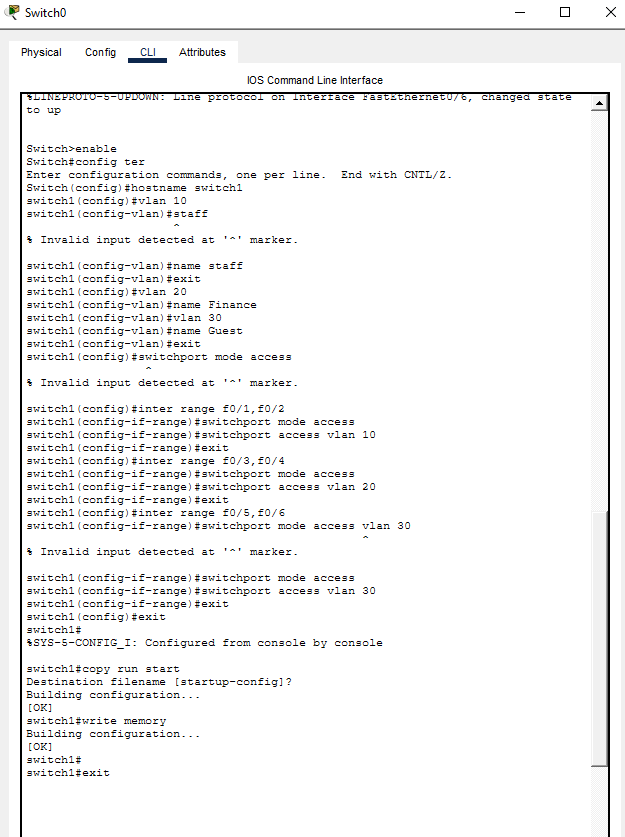 Switch0
Physical Config CLI Attributes
IOS Command Line Interface
%LINEPROTO-5-UPDOWN: Line protocol on Interface FastEthernet0/6, changed state
to up
Switch>enable
Switch#config ter
Enter configuration commands, one per line.  End with CNTL/Z.
Switch(config)#hostname switch1
switch1(config)#vlan 10
switch1(config-vlan)#staff
^
% Invalid input detected at '^' marker.
switch1(config-vlan)#name staff
switch1(config-vlan)#exit
switch1(config)#vlan 20
switch1(config-vlan)#name Finance
switch1(config-vlan)#vlan 30
switch1(config-vlan)#name Guest
switch1(config-vlan)#exit
switch1(config)#switchport mode access
^
% Invalid input detected at '^' marker.
switch1(config)#inter range f0/1,f0/2
switch1(config-if-range)#switchport mode access
switch1(config-if-range)#switchport access vlan 10
switch1(config-if-range)#exit
switch1(config)#inter range f0/3,f0/4
switch1(config-if-range)#switchport mode access
switch1(config-if-range)#switchport access vlan 20
switch1(config-if-range)#exit
switch1(config)#inter range f0/5,f0/6
switch1(config-if-range)#switchport mode access vlan 30
^
% Invalid input detected at '^' marker.
switch1(config-if-range)#switchport mode access
switch1(config-if-range)#switchport access vlan 30
switch1(config-if-range)#exit
switch1(config)#exit
switch1#
%SYS-5-CONFIG_I: Configured from console by console
switch1#copy run start
Destination filename [startup-config]?
Building configuration...
[OK]
switch1#write memory
Building configuration...
[OK]
switch1#
switch1#exit